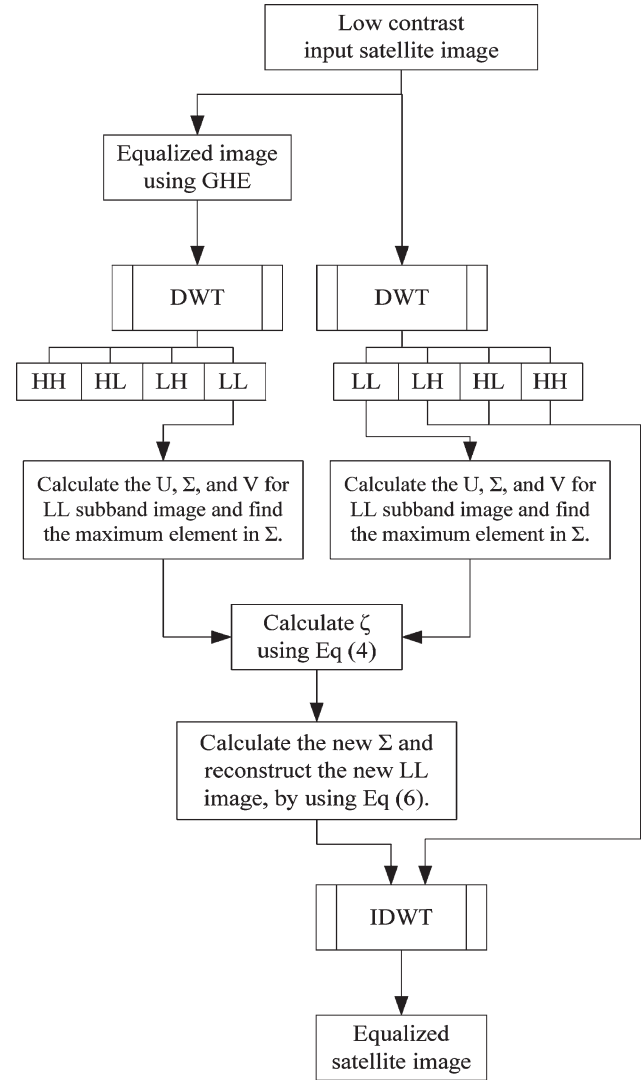 Low contrast
input satellite image
Equalized image
using GHE
DWT
DWT
HH HL LH LL
LL LH HL HH
Calculate the U, Σ, and V for
LL subband image and find
the maximum element in Σ.
Calculate the U, Σ, and V for
LL subband image and find
the maximum element in Σ.
Calculate ζ
using Eq (4)
Calculate the new Σ and
reconstruct the new LL
image, by using Eq (6).
IDWT
Equalized
satellite image